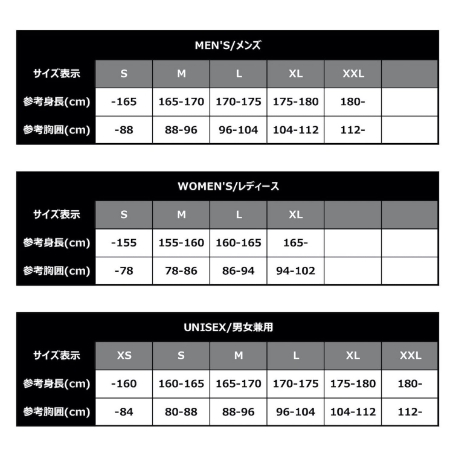 MEN'S/メンズ
サイズ表示 S M L XL XXL
参考身長(cm) -165 165-170 170-175 175-180 180-
参考胸囲(cm) -88 88-96 96-104 104-112 112-
WOMEN'S/レディース
サイズ表示 S M L XL
参考身長(cm) -155 155-160 160-165 165-
参考胸囲(cm) -78 78-86 86-94 94-102
UNISEX/男女兼用
サイズ表示 XS S M L XL XXL
参考身長(cm) -160 160-165 165-170 170-175 175-180 180-
参考胸囲(cm) -84 80-88 88-96 96-104 104-112 112-